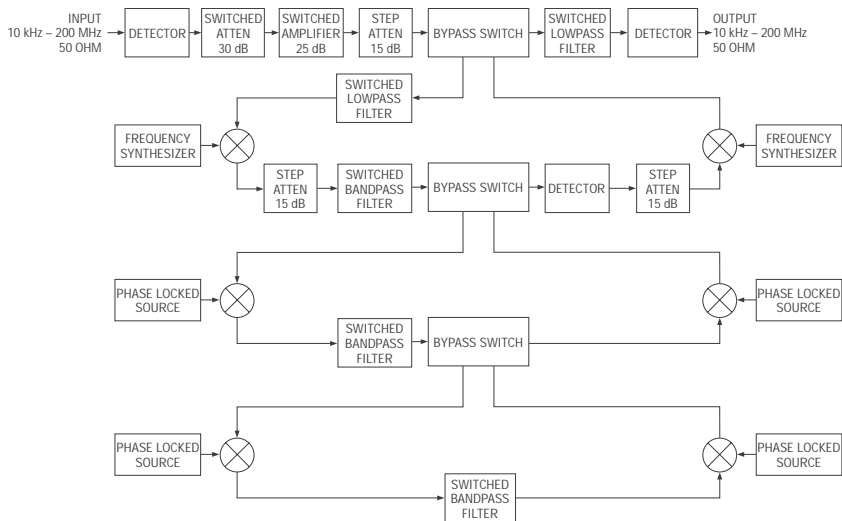 INPUT
10 kHz – 200 MHz
50 OHM
DETECTOR
SWITCHED
ATTEN
30 dB
SWITCHED
AMPLIFIER
25 dB
STEP
ATTEN
15 dB
BYPASS SWITCH
SWITCHED
LOWPASS
FILTER
DETECTOR
OUTPUT
10 kHz – 200 MHz
50 OHM
SWITCHED
LOWPASS
FILTER
FREQUENCY
SYNTHESIZER
FREQUENCY
SYNTHESIZER
STEP
ATTEN
15 dB
SWITCHED
BANDPASS
FILTER
BYPASS SWITCH
DETECTOR
STEP
ATTEN
15 dB
PHASE LOCKED
SOURCE
PHASE LOCKED
SOURCE
SWITCHED
BANDPASS
FILTER
BYPASS SWITCH
PHASE LOCKED
SOURCE
PHASE LOCKED
SOURCE
SWITCHED
BANDPASS
FILTER